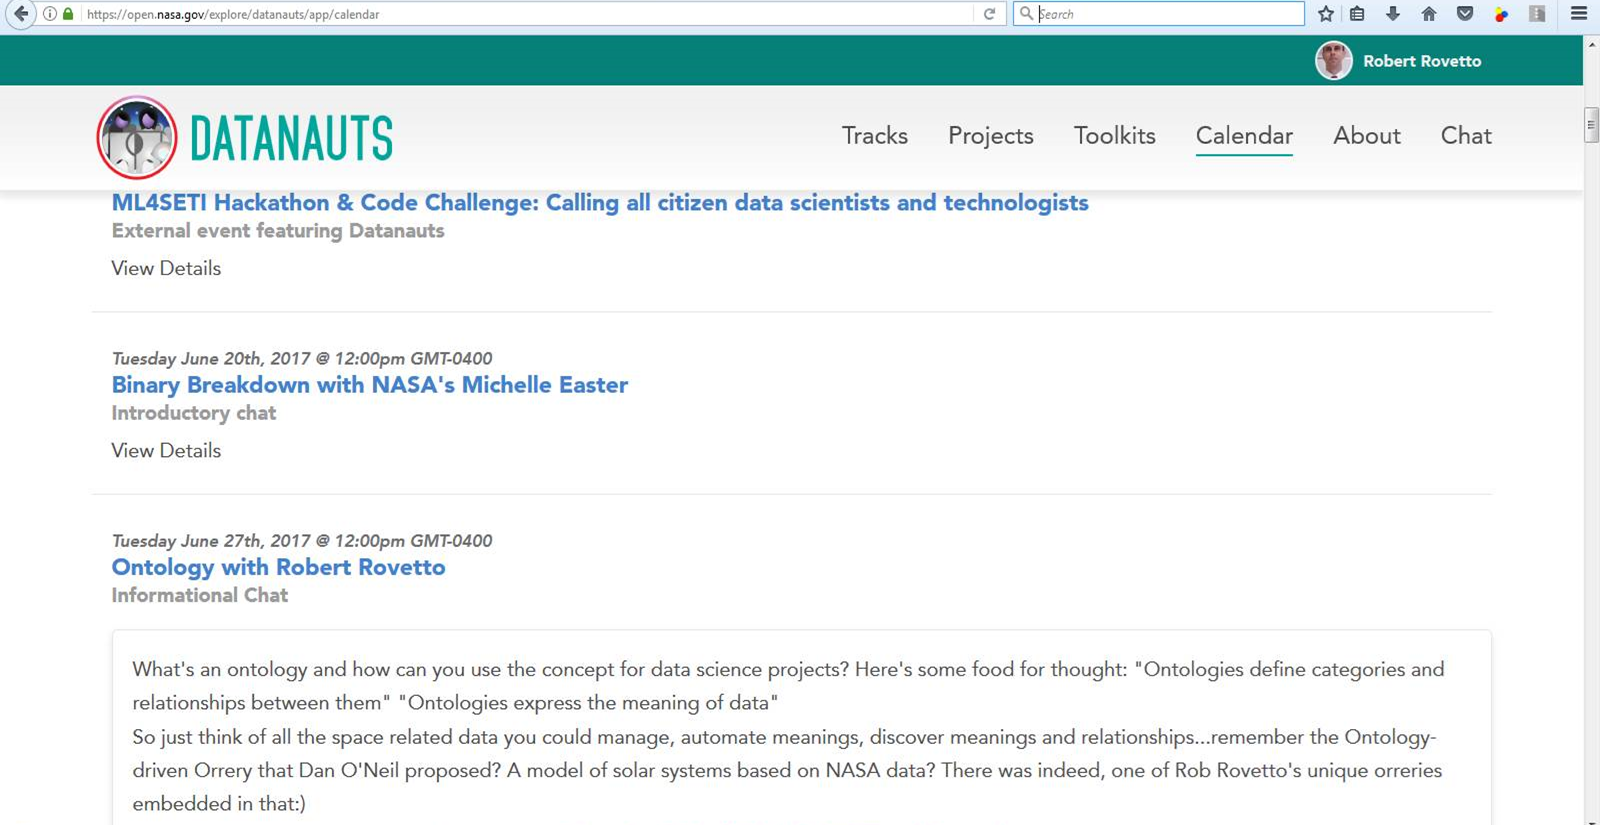 https://open.nasa.gov/explore/datanauts/app/calendar
Search
Robert Rovetto
DATANAUTS
Tracks Projects Toolkits Calendar About Chat
ML4SETI Hackathon & Code Challenge: Calling all citizen data scientists and technologists
External event featuring Datanauts
View Details
Tuesday June 20th, 2017 @ 12:00pm GMT-0400
Binary Breakdown with NASA's Michelle Easter
Introductory chat
View Details
Tuesday June 27th, 2017 @ 12:00pm GMT-0400
Ontology with Robert Rovetto
Informational Chat
What's an ontology and how can you use the concept for data science projects? Here's some food for thought: "Ontologies define categories and
relationships between them" "Ontologies express the meaning of data"
So just think of all the space related data you could manage, automate meanings, discover meanings and relationships...remember the Ontology-
driven Orrery that Dan O'Neil proposed? A model of solar systems based on NASA data? There was indeed, one of Rob Rovetto's unique orreries
embedded in that:)